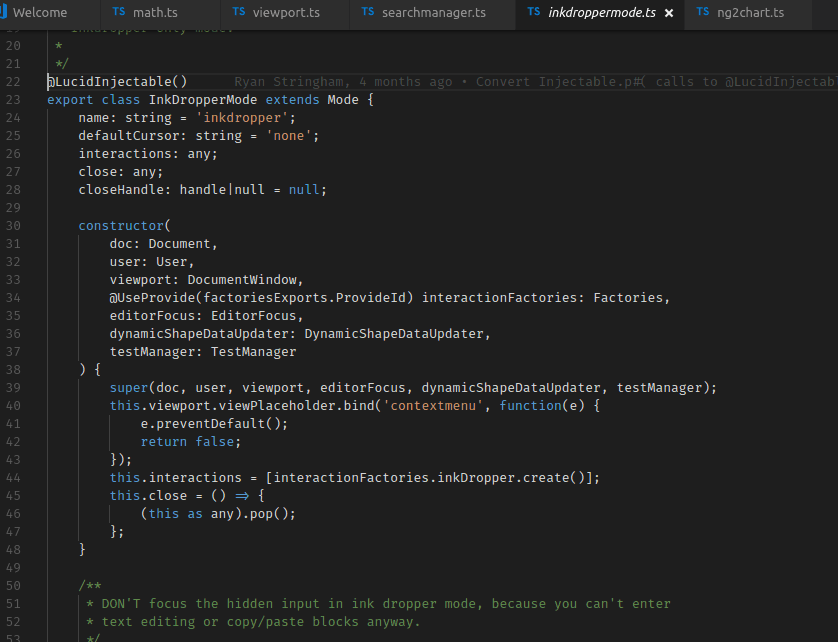 Welcome TS math.ts TS viewport.ts TS searchmanager.ts TS inkdroppermode.ts × TS ng2chart.ts
20 *
21 */
22 @LucidInjectable() Ryan Stringham, 4 months ago • Convert Injectable.p#( calls to @LucidInjectab
23 export class InkDropperMode extends Mode {
24 name: string = 'inkdropper';
25 defaultCursor: string = 'none';
26 interactions: any;
27 close: any;
28 closeHandle: handle|null = null;
29
30 constructor(
31 doc: Document,
32 user: User,
33 viewport: DocumentWindow,
34 @UseProvide(factoriesExports.ProvideId) interactionFactories: Factories,
35 editorFocus: EditorFocus,
36 dynamicShapeDataUpdater: DynamicShapeDataUpdater,
37 testManager: TestManager
38 ) {
39 super(doc, user, viewport, editorFocus, dynamicShapeDataUpdater, testManager);
40 this.viewport.viewPlaceholder.bind('contextmenu', function(e) {
41 e.preventDefault();
42 return false;
43 });
44 this.interactions = [interactionFactories.inkDropper.create()];
45 this.close = () ⇒ {
46 (this as any).pop();
47 };
48 }
49
50 /**
51 * DON'T focus the hidden input in ink dropper mode, because you can't enter
52 * text editing or copy/paste blocks anyway.
53 */